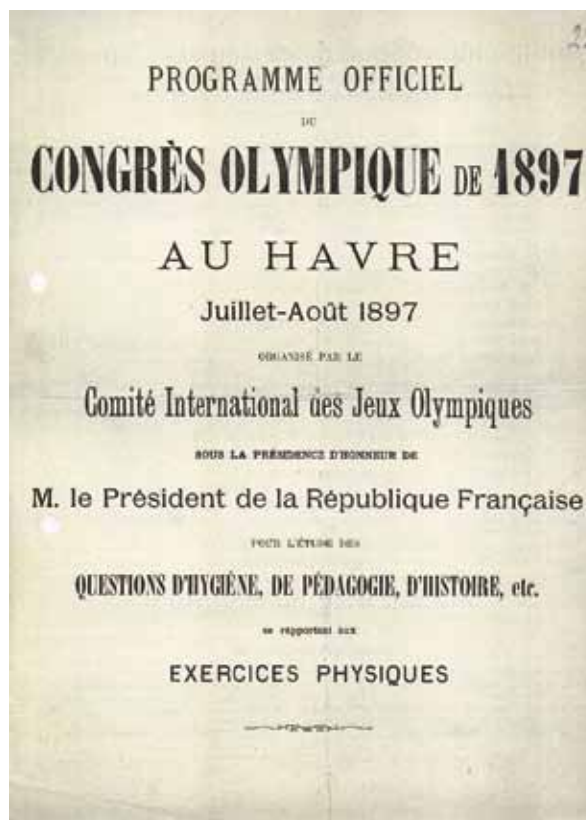 PROGRAMME OFFICIEL
DU
CONGRÈS OLYMPIQUE DE 1897
AU HAVRE
Juillet-Août 1897
ORGANISÉ PAR LE
Comité International des Jeux Olympiques
SOUS LA PRÉSIDENCE D'HONNEUR DE
M. le Président de la République Française
POUR L'ÉTUDE DES
QUESTIONS D'HYGIÈNE, DE PÉDAGOGIE, D'HISTOIRE, etc.
se rapportant aux
EXERCICES PHYSIQUES